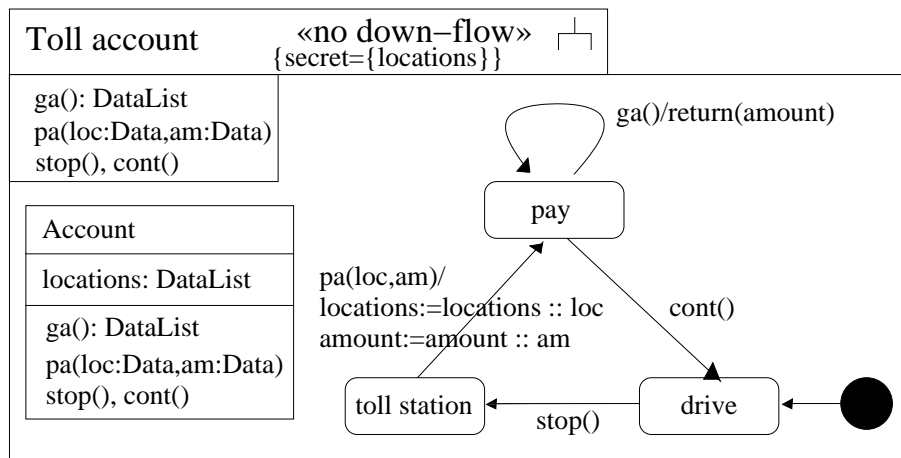 Toll account
«no down–flow»
{secret={locations}}
ga(): DataList
pa(loc:Data,am:Data)
stop(), cont()
Account
locations: DataList
ga(): DataList
pa(loc:Data,am:Data)
stop(), cont()
ga()/return(amount)
pay
pa(loc,am)/
locations:=locations :: loc
amount:=amount :: am
cont()
toll station
stop()
drive